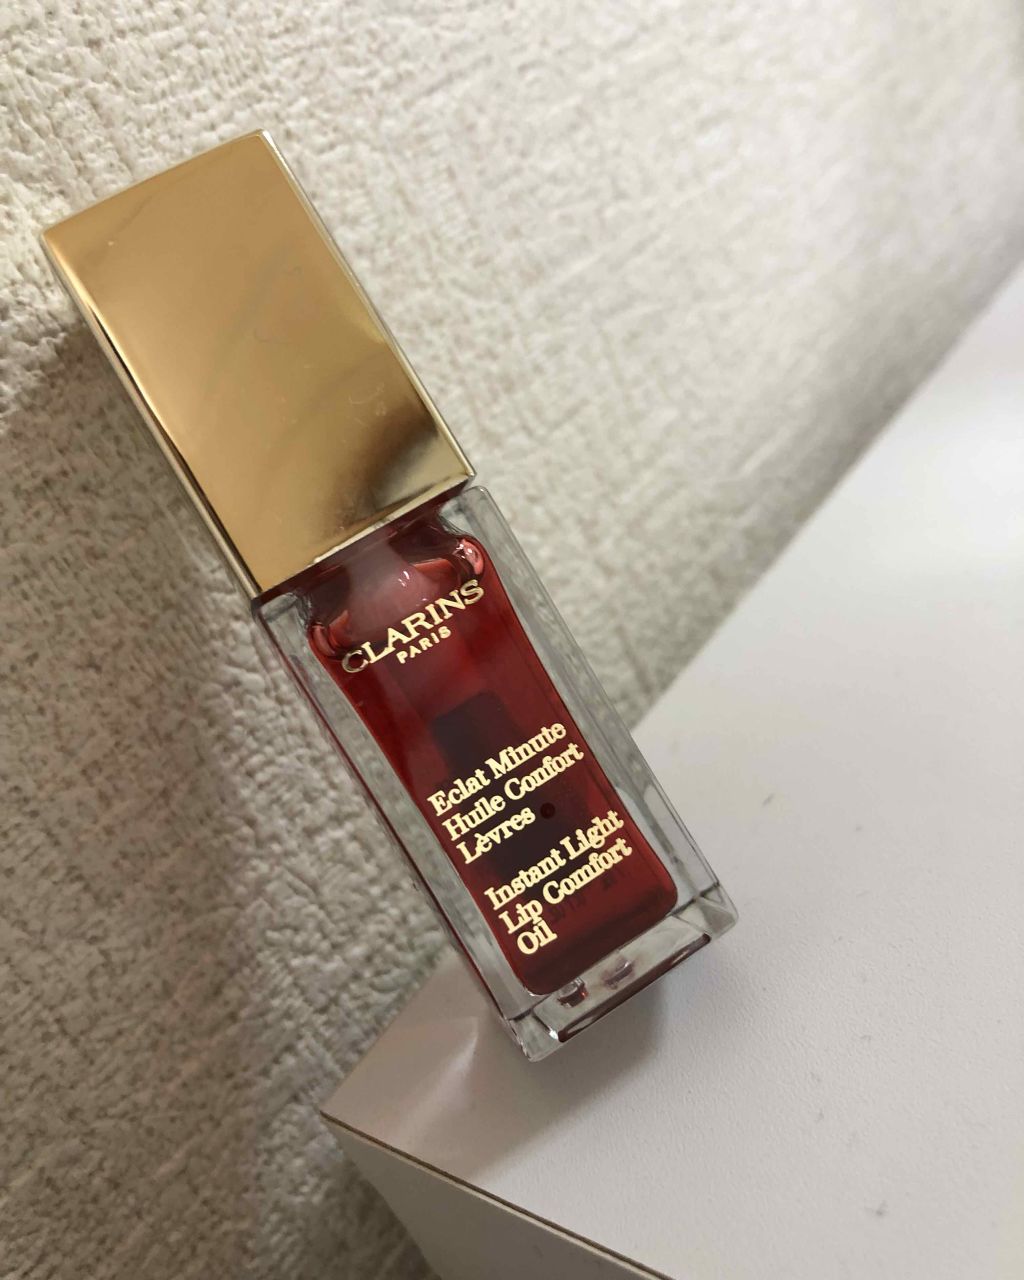 CLARINS
PARIS
Eclat Minute
Huile Confort
Lèvres
Instant Light
Lip Comfort
Oil